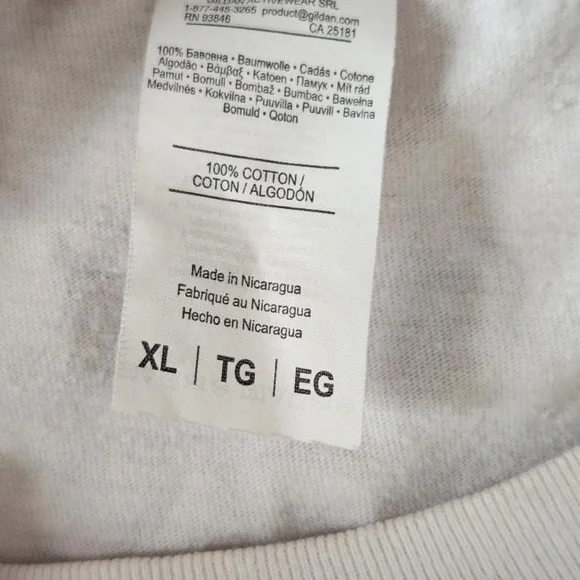 GILDAN ACTIVEWEAR SRL
1-877-445-3265 product@gildan.com
RN 93846 CA 25181
100% Бавовна • Baumwolle • Cadás • Cotone
Algodão • Βάμβαξ • Katoen • Памук • Mít rád
Pamut • Bomull • Bombaž • Bumbac • Bawełna
Medvilnės • Kokvilna • Puuvilla • Puuvill • Bavlna
Bomuld • Qoton
100% COTTON /
COTON / ALGODÓN
Made in Nicaragua
Fabriqué au Nicaragua
Hecho en Nicaragua
XL | TG | EG